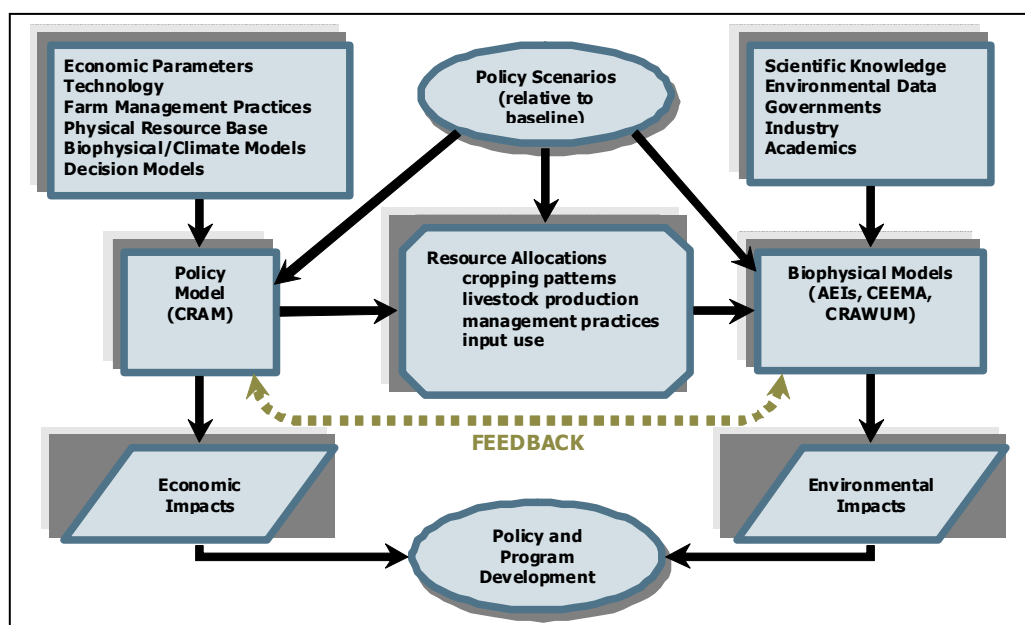 Economic Parameters
Technology
Farm Management Practices
Physical Resource Base
Biophysical/Climate Models
Decision Models
Policy Scenarios
(relative to
baseline)
Scientific Knowledge
Environmental Data
Governments
Industry
Academics
Policy
Model
(CRAM)
Resource Allocations
cropping patterns
livestock production
management practices
input use
Biophysical Models
(AEIs, CEEMA,
CRAWUM)
FEEDBACK
Economic
Impacts
Environmental
Impacts
Policy and
Program
Development